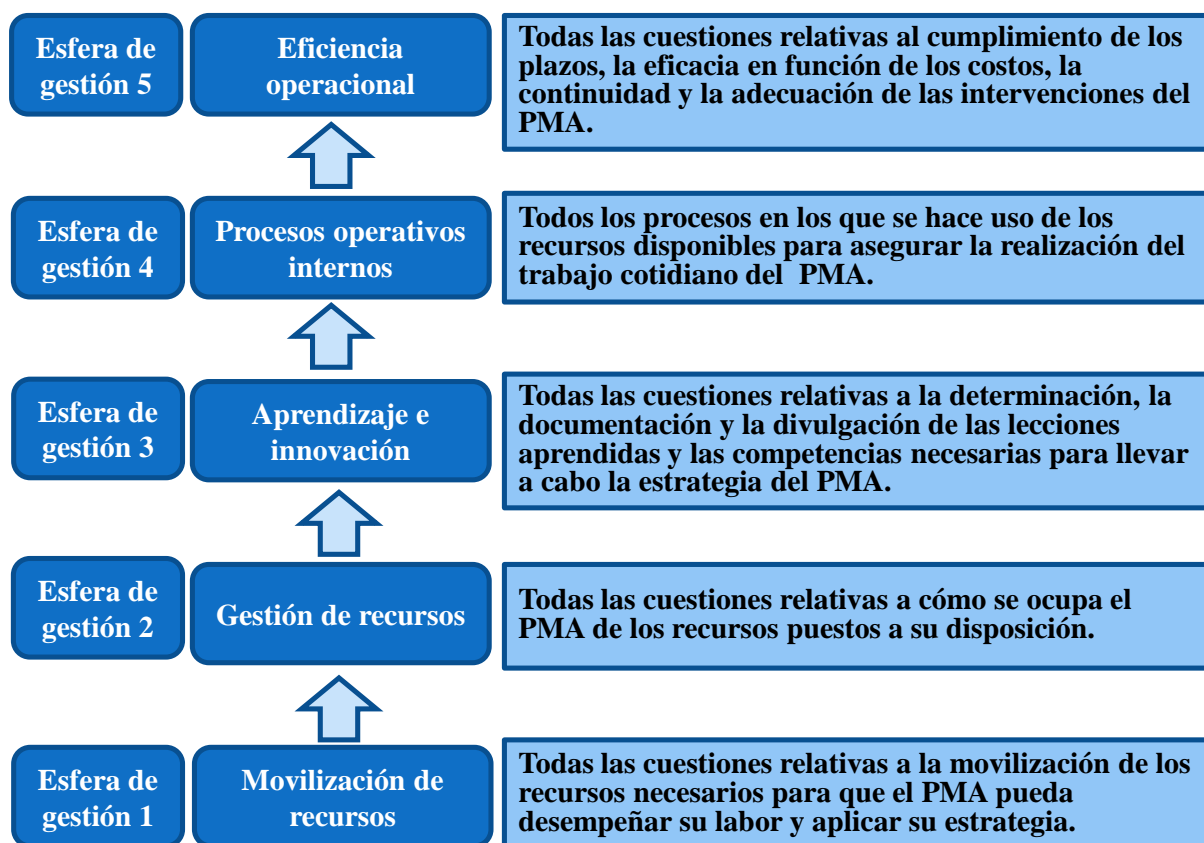 Esfera de
gestión 5
Eficiencia
operacional
Todas las cuestiones relativas al cumplimiento de los
plazos, la eficacia en función de los costos, la
continuidad y la adecuación de las intervenciones del
PMA.
Esfera de
gestión 4
Procesos operativos
internos
Todos los procesos en los que se hace uso de los
recursos disponibles para asegurar la realización del
trabajo cotidiano del PMA.
Esfera de
gestión 3
Aprendizaje e
innovación
Todas las cuestiones relativas a la determinación, la
documentación y la divulgación de las lecciones
aprendidas y las competencias necesarias para llevar
a cabo la estrategia del PMA.
Esfera de
gestión 2
Gestión de recursos
Todas las cuestiones relativas a cómo se ocupa el
PMA de los recursos puestos a su disposición.
Esfera de
gestión 1
Movilización de
recursos
Todas las cuestiones relativas a la movilización de los
recursos necesarios para que el PMA pueda
desempeñar su labor y aplicar su estrategia.